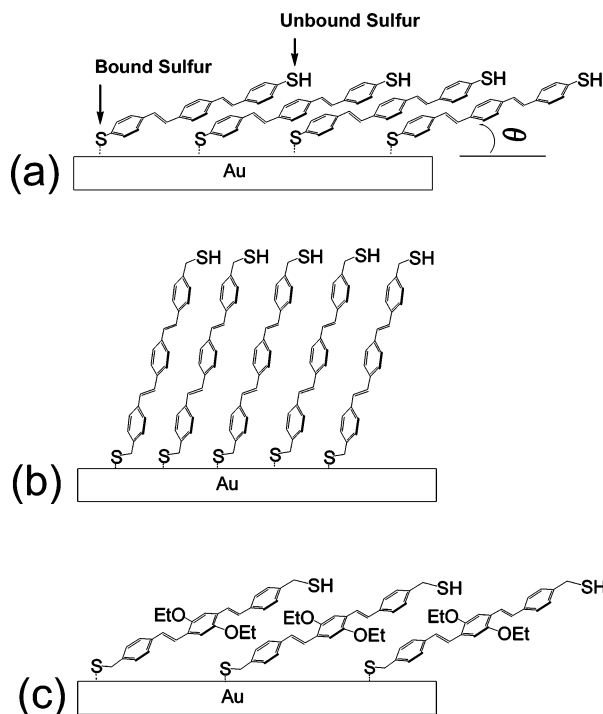 Unbound Sulfur
Bound Sulfur
SH SH SH SH
S S S S
θ
(a)
Au
SH SH SH SH SH
S S S S S
(b)
Au
SH SH SH
EtO EtO EtO
OEt OEt OEt
S S S
(c)
Au